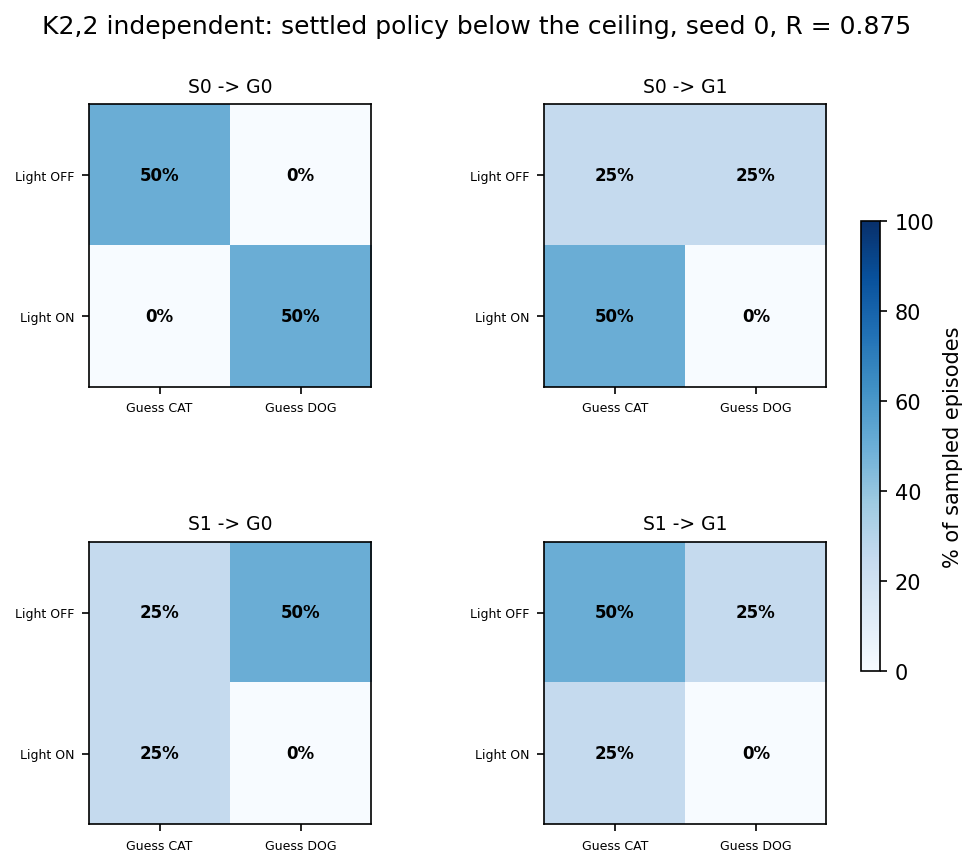 K2,2 independent: settled policy below the ceiling, seed 0, R = 0.875
S0 -> G0
Light OFF
50%
0%
Light ON
0%
50%
Guess CAT
Guess DOG
S0 -> G1
Light OFF
25%
25%
Light ON
50%
0%
Guess CAT
Guess DOG
S1 -> G0
Light OFF
25%
50%
Light ON
25%
0%
Guess CAT
Guess DOG
S1 -> G1
Light OFF
50%
25%
Light ON
25%
0%
Guess CAT
Guess DOG
100
80
60
40
20
0
% of sampled episodes